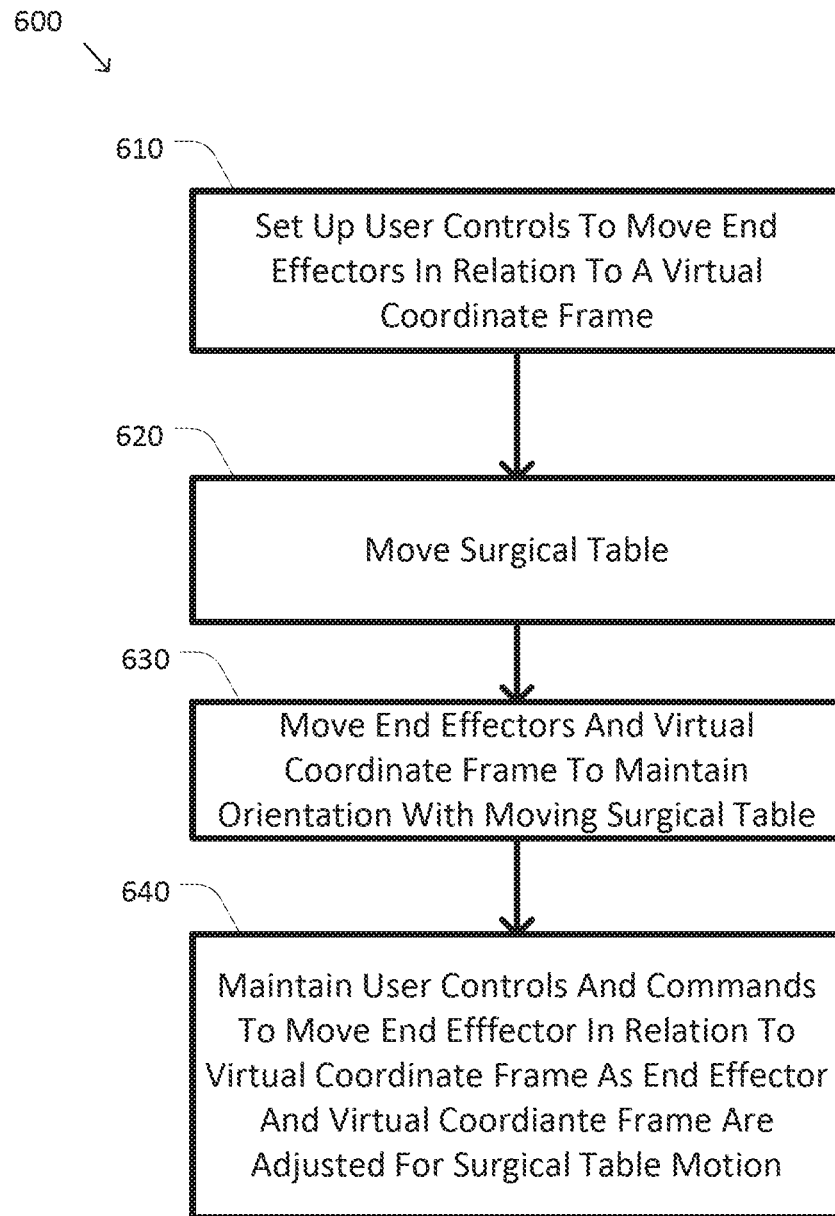 600
610
Set Up User Controls To Move End
Effectors In Relation To A Virtual
Coordinate Frame
620
Move Surgical Table
630
Move End Effectors And Virtual
Coordinate Frame To Maintain
Orientation With Moving Surgical Table
640
Maintain User Controls And Commands
To Move End Efffector In Relation To
Virtual Coordinate Frame As End Effector
And Virtual Coordiante Frame Are
Adjusted For Surgical Table Motion